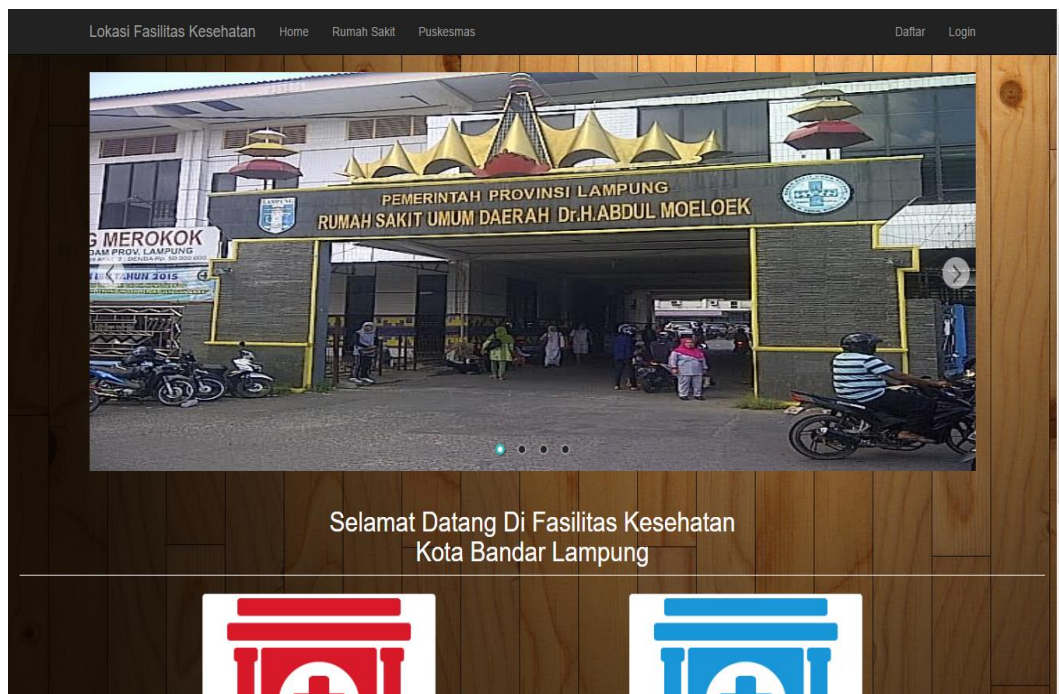 Lokasi Fasilitas Kesehatan Home Rumah Sakit Puskesmas Daftar Login
PEMERINTAH PROVINSI LAMPUNG
RUMAH SAKIT UMUM DAERAH Dr.H.ABDUL MOELOEK
LAMPUNG
G MEROKOK
DAM PROV. LAMPUNG
TAHUN 2015
Selamat Datang Di Fasilitas Kesehatan
Kota Bandar Lampung